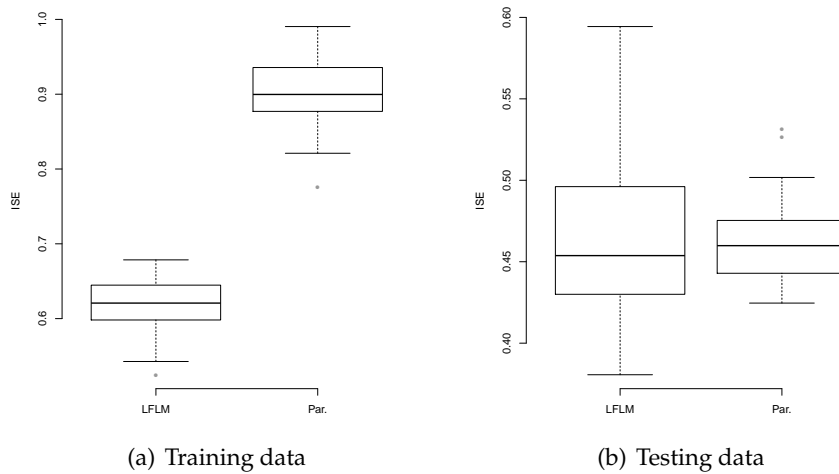 1.0
0.9
0.8
0.7
0.6
ISE
LFLM Par.
(a) Training data
0.60
0.55
0.50
0.45
0.40
ISE
LFLM Par.
(b) Testing data